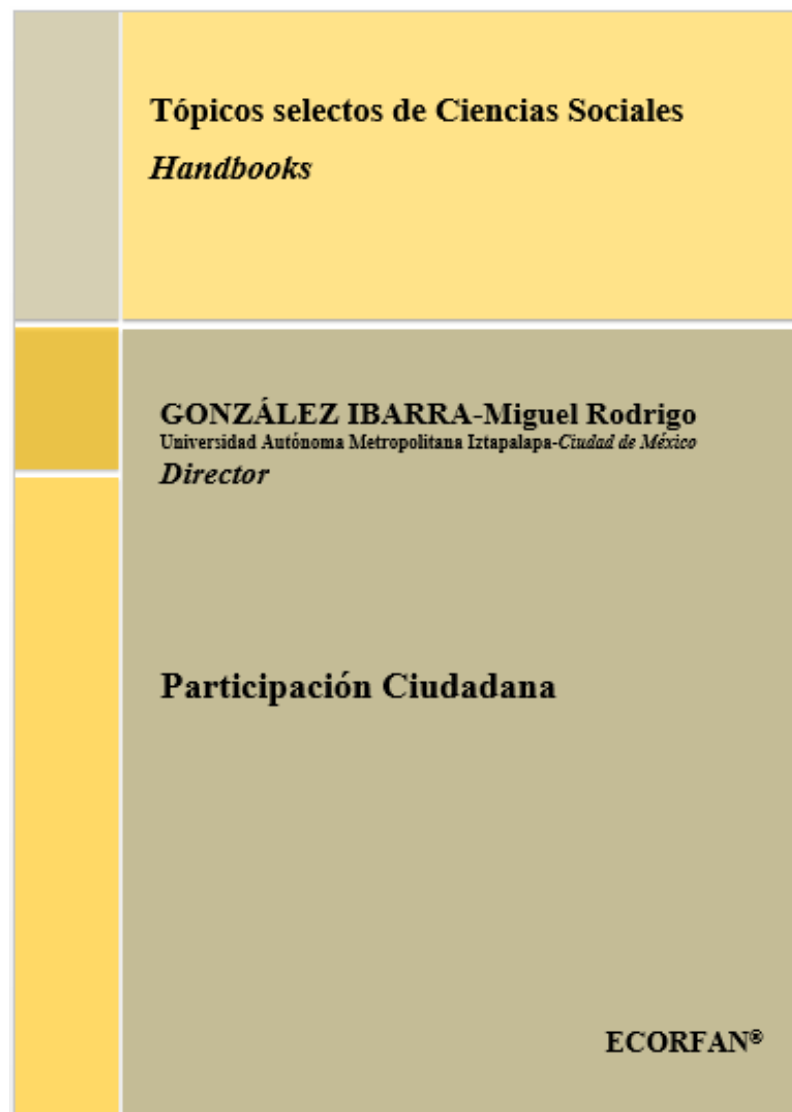 Tópicos selectos de Ciencias Sociales
Handbooks
GONZÁLEZ IBARRA-Miguel Rodrigo
Universidad Autónoma Metropolitana Iztapalapa-Ciudad de México
Director
Participación Ciudadana
ECORFAN®